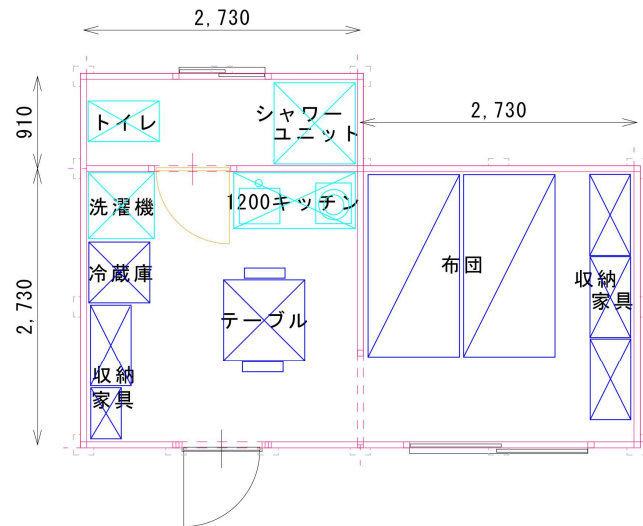 2,730
910
トイレ
シャワー
ユニット
2,730
洗濯機
1200キッチン
2,730
冷蔵庫
布団
収納
家具
テーブル
収納
家具